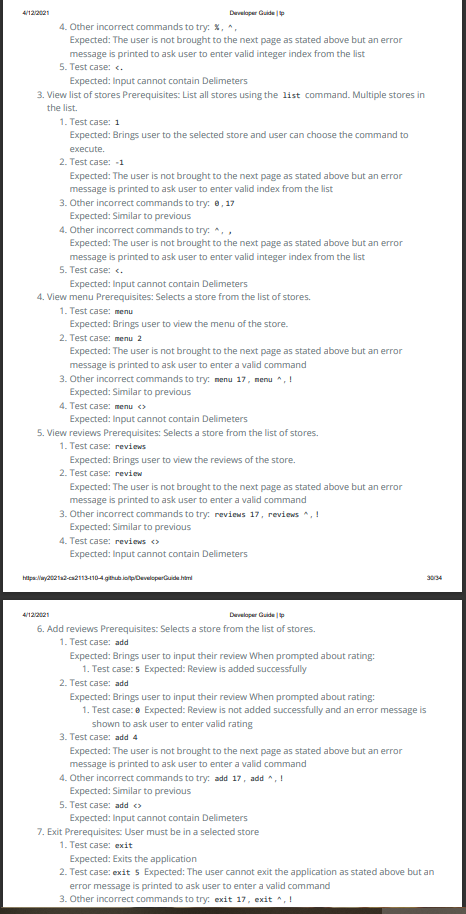 4/12/2021 Developer Guide | tp
4. Other incorrect commands to try: %, ^,
Expected: The user is not brought to the next page as stated above but an error
message is printed to ask user to enter valid integer index from the list
5. Test case: <.
Expected: Input cannot contain Delimeters
3. View list of stores Prerequisites: List all stores using the list command. Multiple stores in
the list.
1. Test case: 1
Expected: Brings user to the selected store and user can choose the command to
execute.
2. Test case: -1
Expected: The user is not brought to the next page as stated above but an error
message is printed to ask user to enter valid index from the list
3. Other incorrect commands to try: 0,17
Expected: Similar to previous
4. Other incorrect commands to try: ^, ,
Expected: The user is not brought to the next page as stated above but an error
message is printed to ask user to enter valid integer index from the list
5. Test case: <.
Expected: Input cannot contain Delimeters
4. View menu Prerequisites: Selects a store from the list of stores.
1. Test case: menu
Expected: Brings user to view the menu of the store.
2. Test case: menu 2
Expected: The user is not brought to the next page as stated above but an error
message is printed to ask user to enter a valid command
3. Other incorrect commands to try: menu 17, menu ^, !
Expected: Similar to previous
4. Test case: menu <>
Expected: Input cannot contain Delimeters
5. View reviews Prerequisites: Selects a store from the list of stores.
1. Test case: reviews
Expected: Brings user to view the reviews of the store.
2. Test case: review
Expected: The user is not brought to the next page as stated above but an error
message is printed to ask user to enter a valid command
3. Other incorrect commands to try: reviews 17, reviews ^, !
Expected: Similar to previous
4. Test case: reviews <>
Expected: Input cannot contain Delimeters
https://ay2021s2-cs2113-t10-4.github.io/tp/DeveloperGuide.html 30/34
4/12/2021 Developer Guide | tp
6. Add reviews Prerequisites: Selects a store from the list of stores.
1. Test case: add
Expected: Brings user to input their review When prompted about rating:
1. Test case: 5 Expected: Review is added successfully
2. Test case: add
Expected: Brings user to input their review When prompted about rating:
1. Test case: 0 Expected: Review is not added successfully and an error message is
shown to ask user to enter valid rating
3. Test case: add 4
Expected: The user is not brought to the next page as stated above but an error
message is printed to ask user to enter a valid command
4. Other incorrect commands to try: add 17, add ^, !
Expected: Similar to previous
5. Test case: add <>
Expected: Input cannot contain Delimeters
7. Exit Prerequisites: User must be in a selected store
1. Test case: exit
Expected: Exits the application
2. Test case: exit 5 Expected: The user cannot exit the application as stated above but an
error message is printed to ask user to enter a valid command
3. Other incorrect commands to try: exit 17, exit ^, !